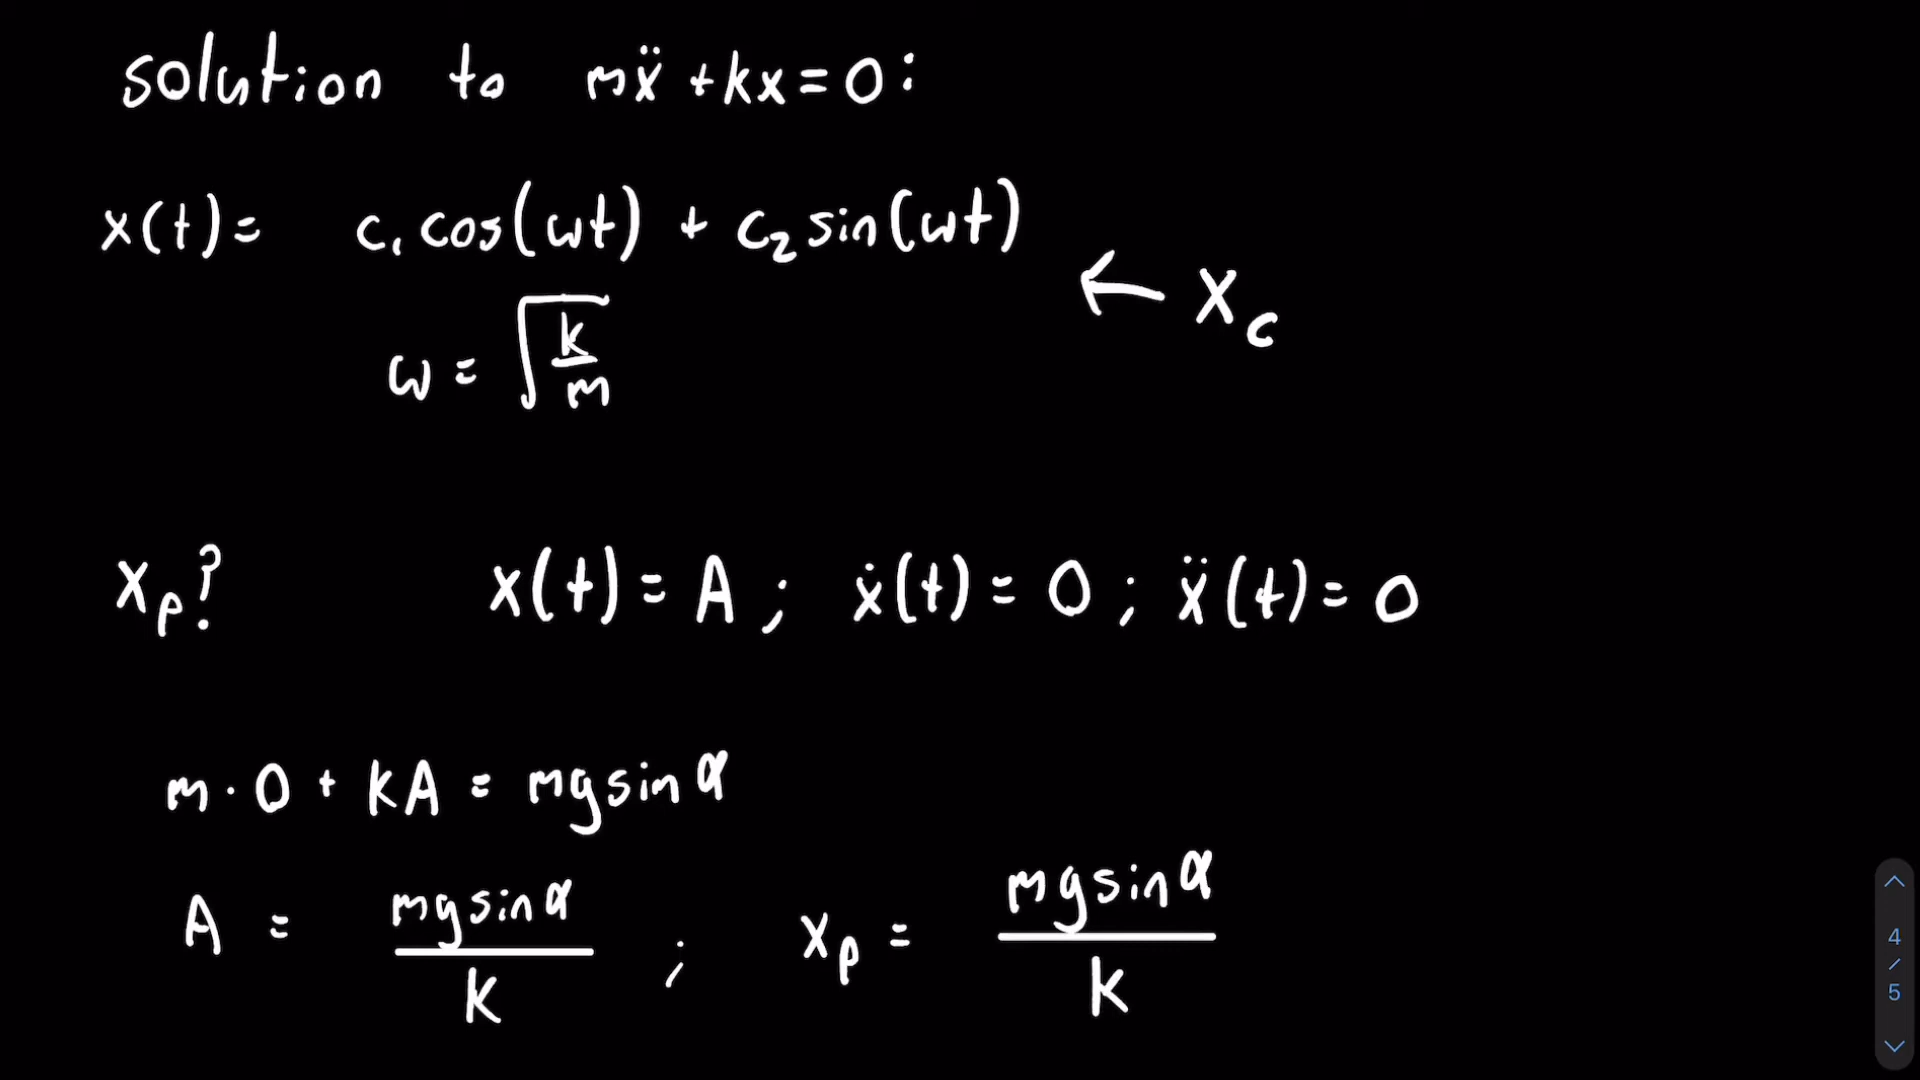 solution to mẍ + kx = 0 :
x(t) = c₁ cos(ωt) + c₂ sin(ωt)
← x_c
ω = √(k/m)
x_p? x(t) = A ; ẋ(t) = 0 ; ẍ(t) = 0
m · 0 + kA = mg sin α
A = mg sin α / k ; x_p = mg sin α / k
4 / 5